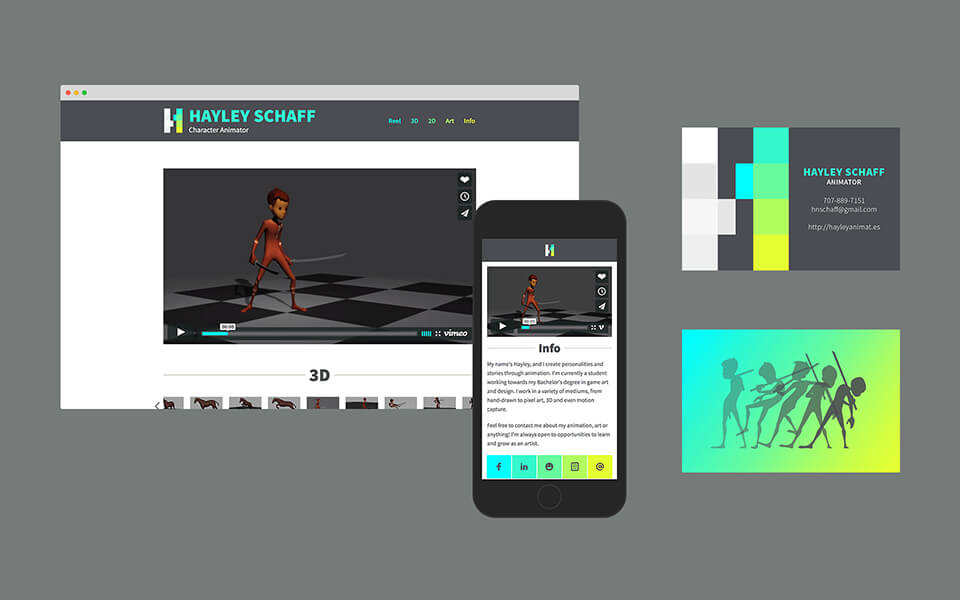 HAYLEY SCHAFF
Character Animator
Reel 3D 2D Art Info
00:00
vimeo
3D
00:00
Info
My name's Hayley, and I create personalities and
stories through animation. I'm currently a student
working towards my Bachelor's degree in game art
and design. I work in a variety of mediums, from
hand-drawn to pixel art, 3D and even motion
capture.
Feel free to contact me about my animation, art or
anything! I'm always open to opportunities to learn
and grow as an artist.
HAYLEY SCHAFF
ANIMATOR
707-889-7151
hnschaff@gmail.com
http://hayleyanimat.es